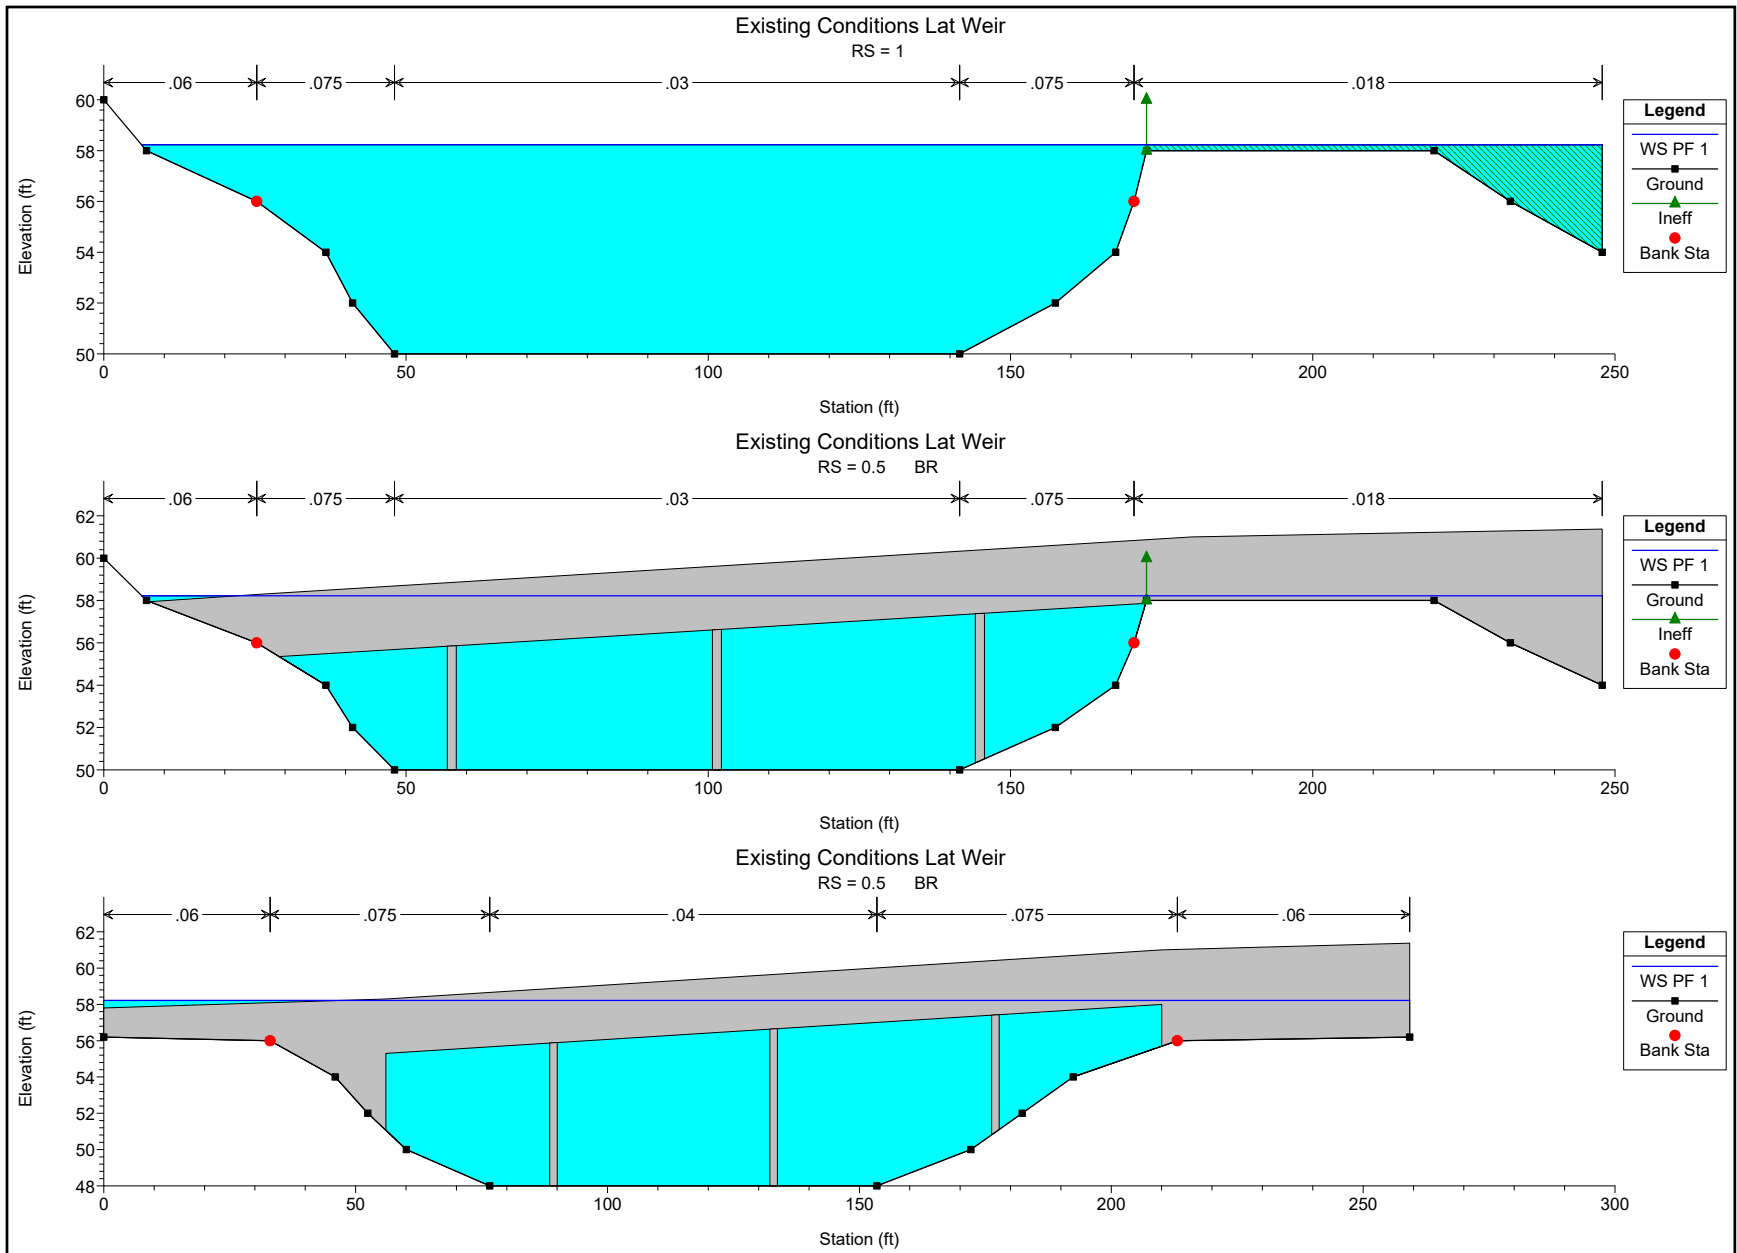 Existing Conditions Lat Weir
RS = 1
.06 .075 .03 .075 .018
60
58
56
54
52
50
0 50 100 150 200 250
Elevation (ft)
Station (ft)
Legend
WS PF 1
Ground
Ineff
Bank Sta
Existing Conditions Lat Weir
RS = 0.5 BR
.06 .075 .03 .075 .018
62
60
58
56
54
52
50
0 50 100 150 200 250
Elevation (ft)
Station (ft)
Legend
WS PF 1
Ground
Ineff
Bank Sta
Existing Conditions Lat Weir
RS = 0.5 BR
.06 .075 .04 .075 .06
62
60
58
56
54
52
50
48
0 50 100 150 200 250 300
Elevation (ft)
Station (ft)
Legend
WS PF 1
Ground
Bank Sta